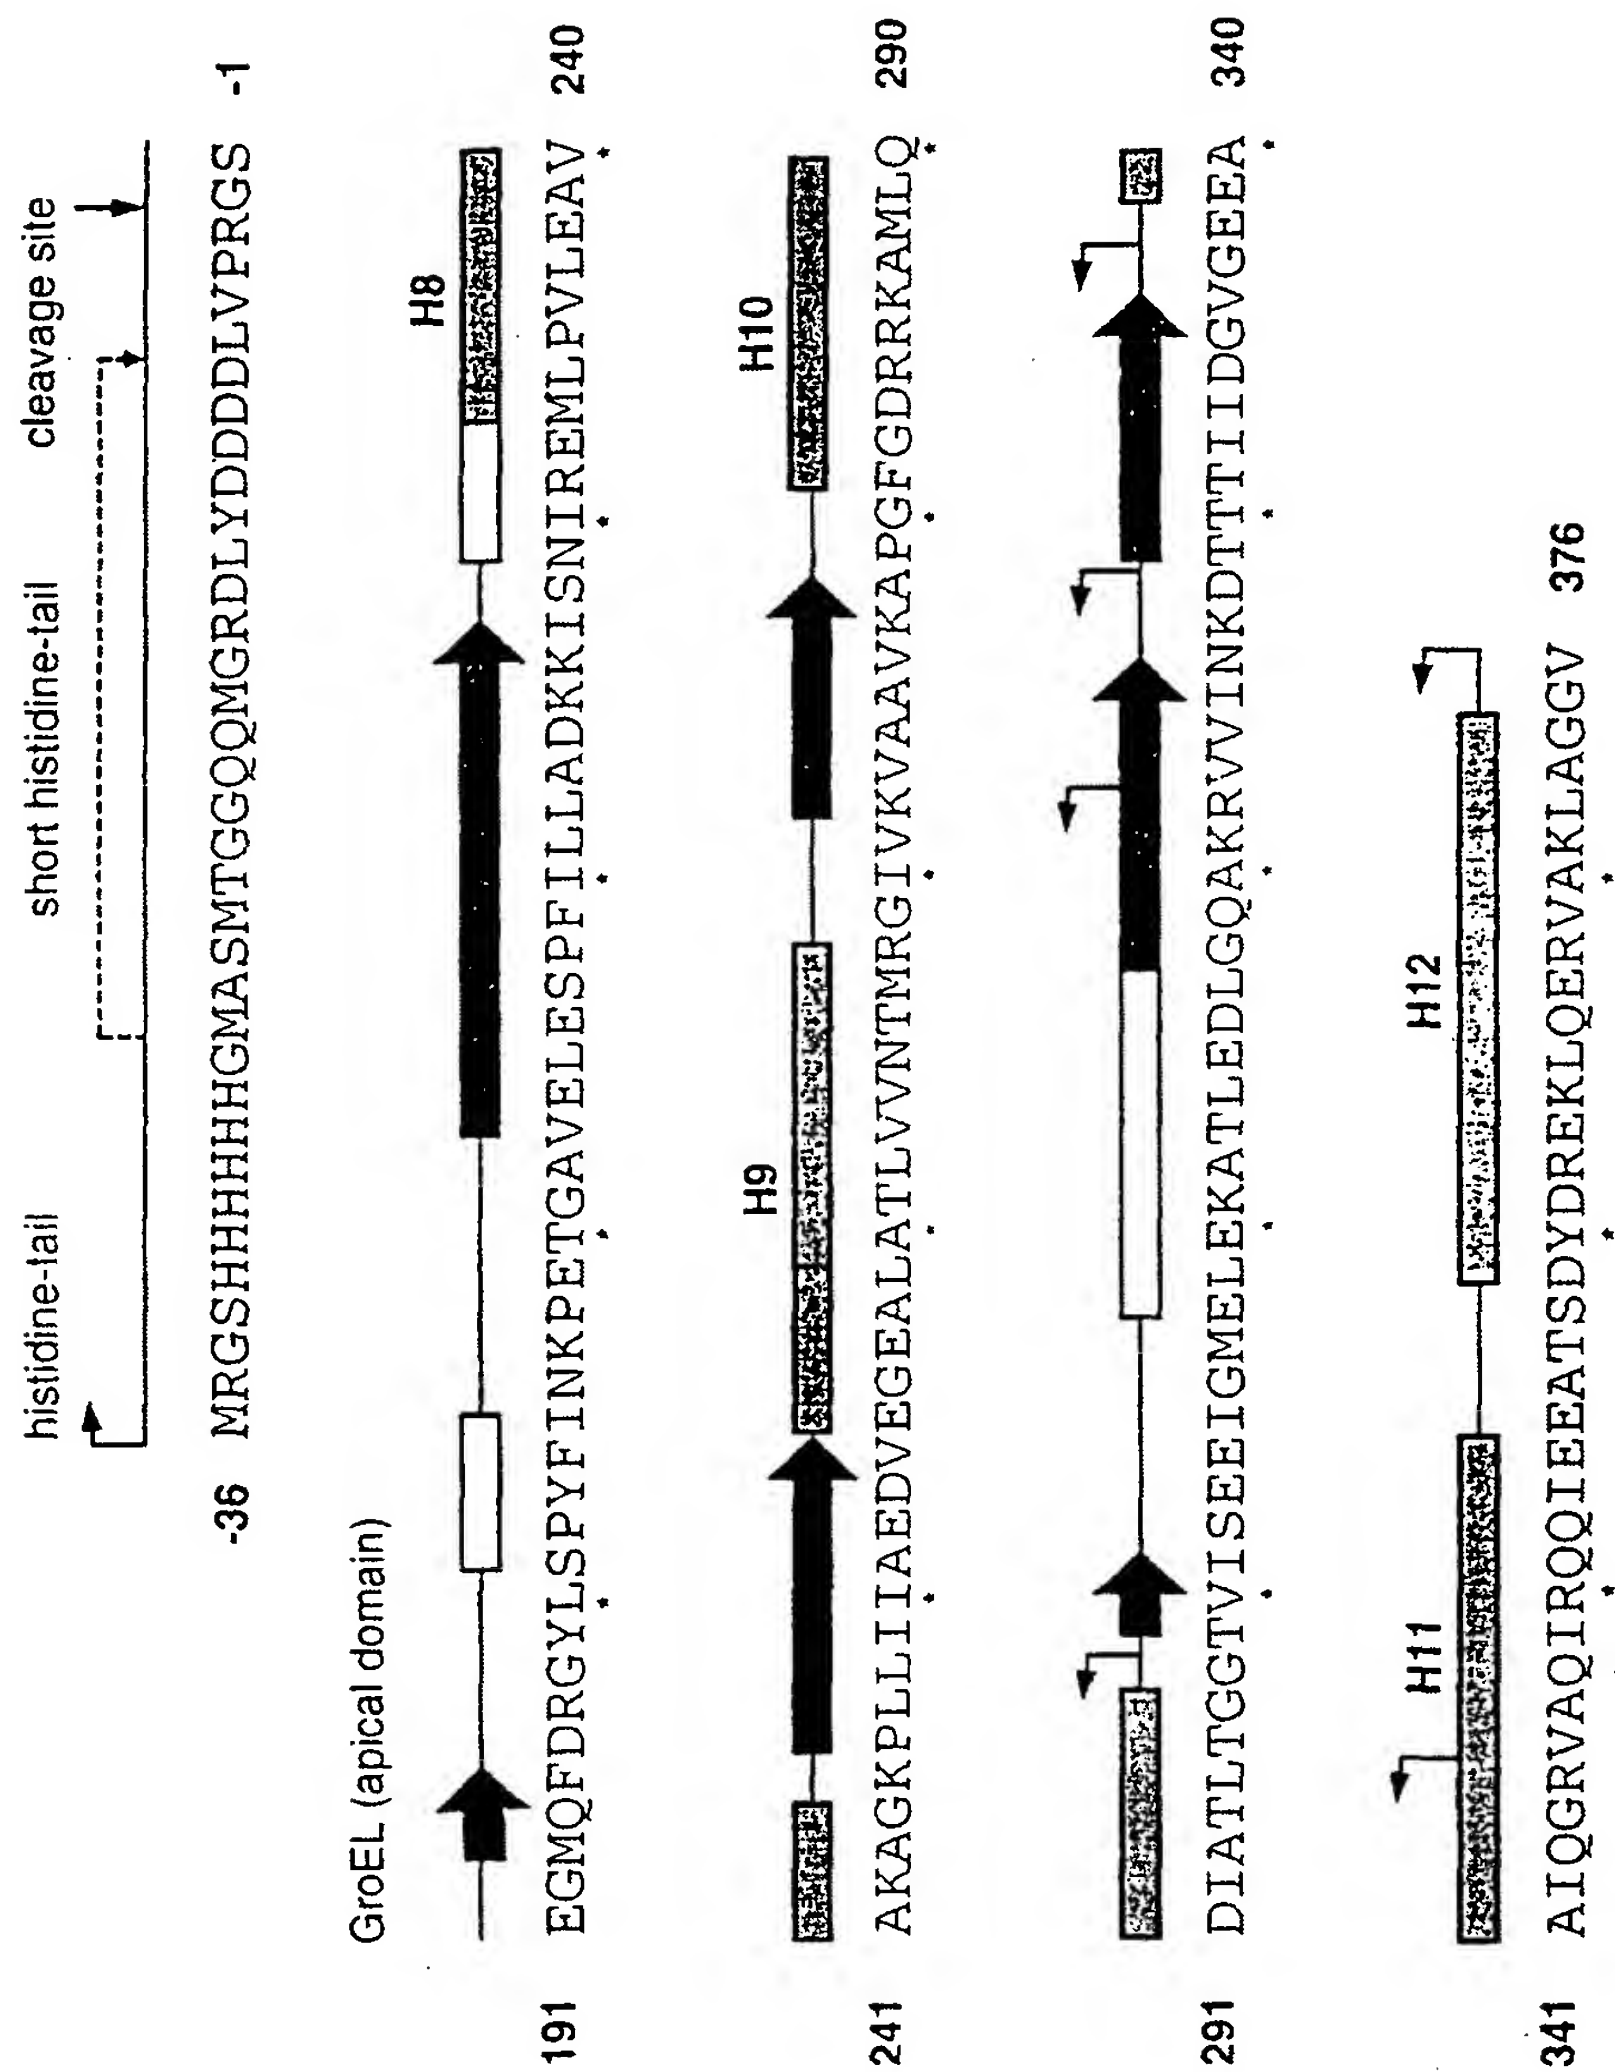 histidine-tail short histidine-tail cleavage site
-36 MRGSHHHHHHGMASMTGGQQMGRDLYDDDDLVPRGS -1
GroEL (apical domain)
H8
191 EGMQFDRGYLSPYFINKPETGAVELESPFILLADKKISNIREMLPVLEAV 240
* * * * *
H9 H10
241 AKAGKPLLIIAEDVEGEALATLVVNTMRGIVKVAAVKAPGFGDRRKAMLQ 290
* * * * *
291 DIATLTGGTVISEEIGMELEKATLEDLGQAKRVVINKDTTTIIDGVGEEA 340
* * * * *
H11 H12
341 AIQGRVAQIRQQIEEATSDYDREKLQERVAKLAGGV 376
* * *